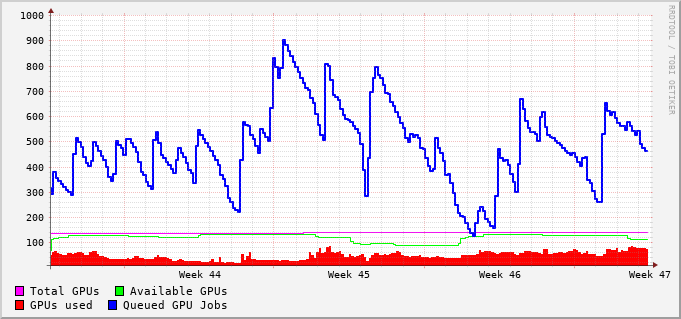 1000
900
800
700
600
500
400
300
200
100
Week 44 Week 45 Week 46 Week 47
Total GPUs Available GPUs
GPUs used Queued GPU Jobs
RRDTOOL / TOBI OETIKER